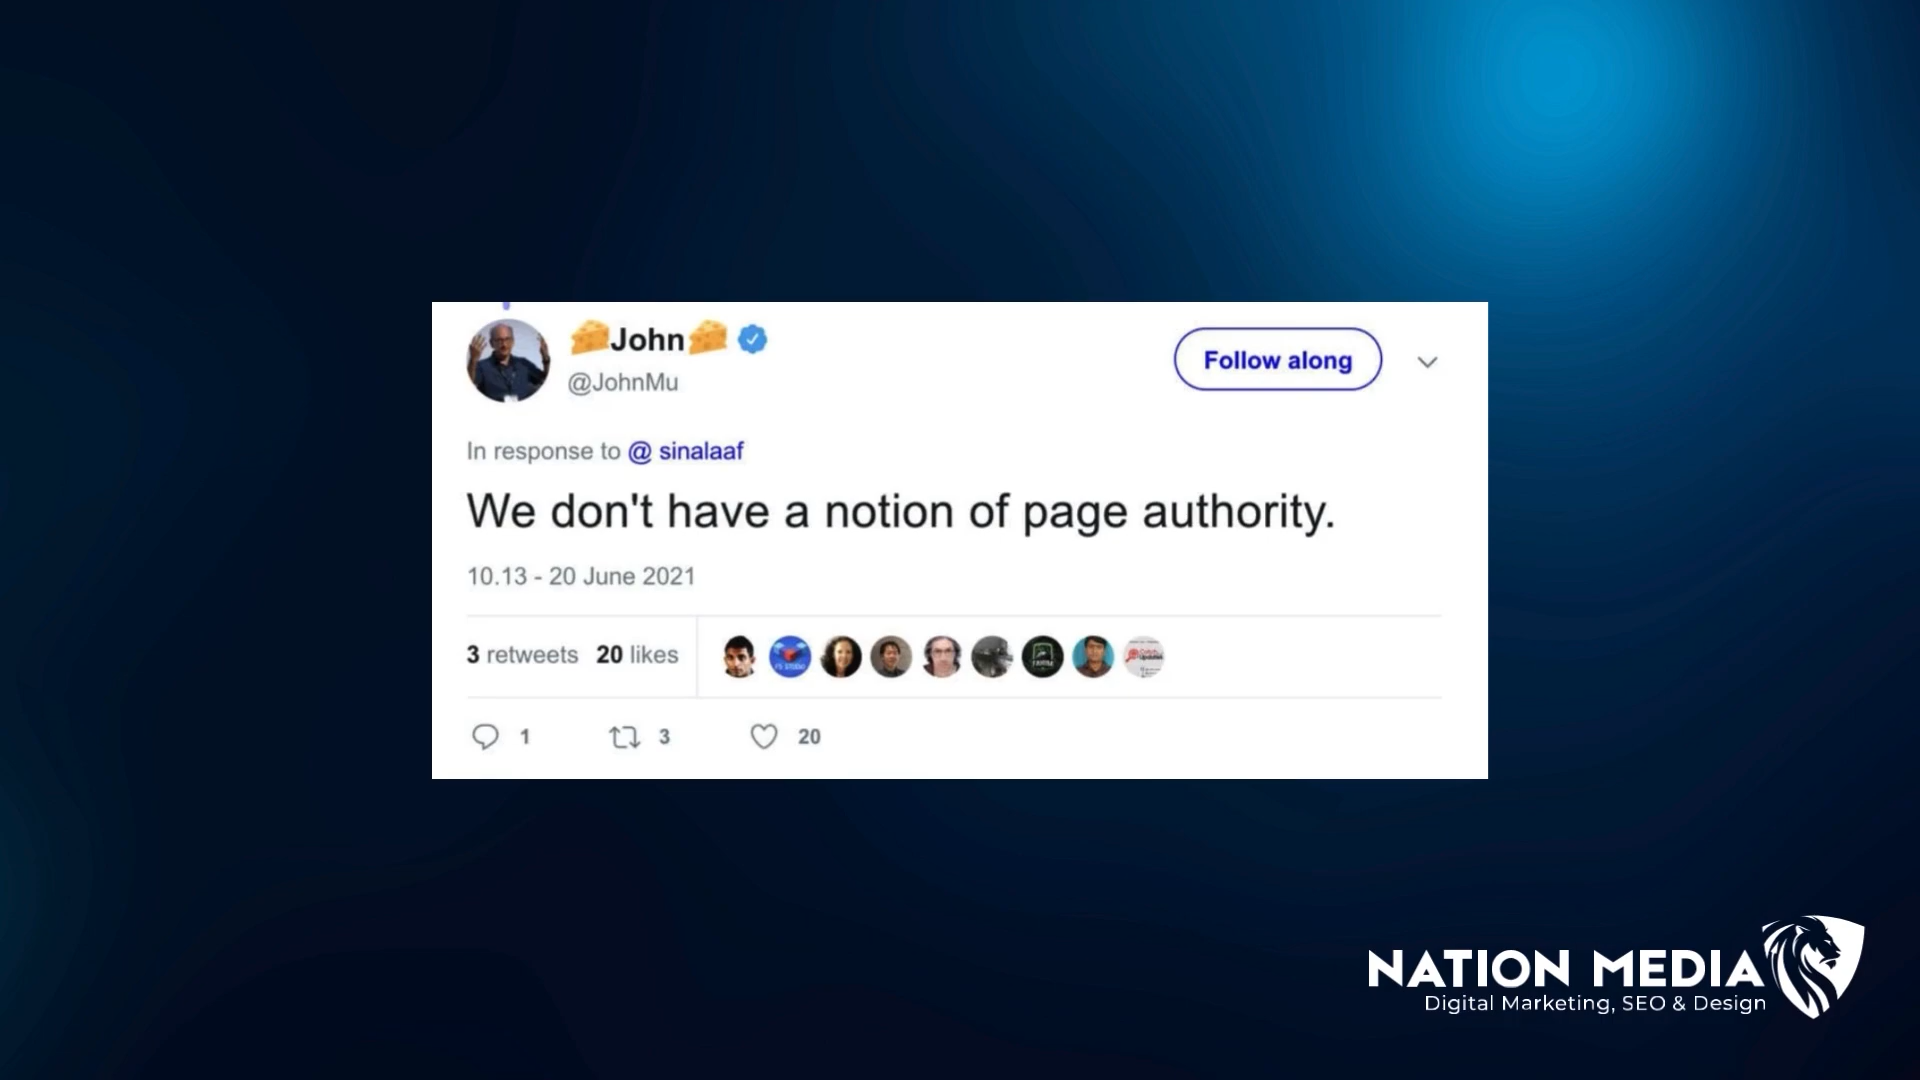 🧀John🧀
@JohnMu
Follow along
In response to @ sinalaaf
We don't have a notion of page authority.
10.13 - 20 June 2021
3 retweets 20 likes
1 3 20
NATION MEDIA
Digital Marketing, SEO & Design